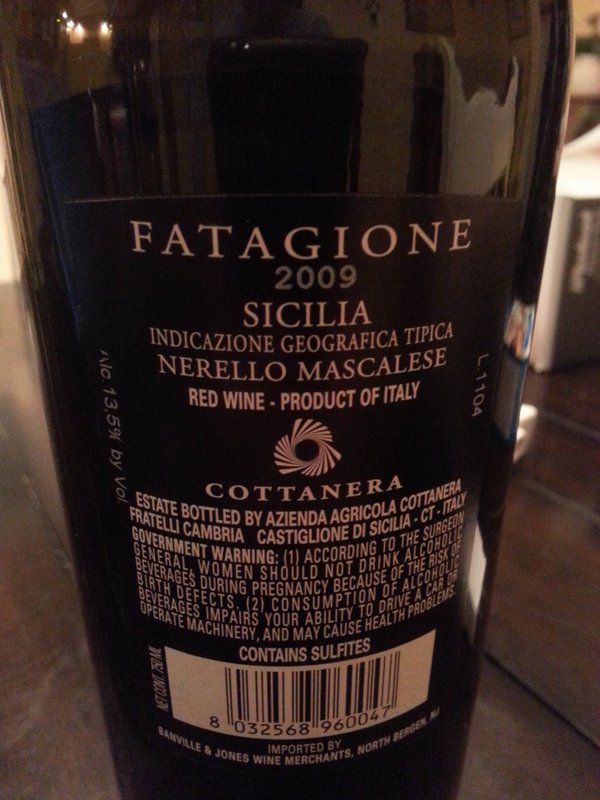 FATAGIONE
2009
SICILIA
INDICAZIONE GEOGRAFICA TIPICA
NERELLO MASCALESE
RED WINE - PRODUCT OF ITALY
COTTANERA
ESTATE BOTTLED BY AZIENDA AGRICOLA COTTANERA
FRATELLI CAMBRIA CASTIGLIONE DI SICILIA - CT - ITALY
GOVERNMENT WARNING: (1) ACCORDING TO THE SURGEON
GENERAL, WOMEN SHOULD NOT DRINK ALCOHOLIC
BEVERAGES DURING PREGNANCY BECAUSE OF THE RISK OF
BIRTH DEFECTS. (2) CONSUMPTION OF ALCOHOLIC
BEVERAGES IMPAIRS YOUR ABILITY TO DRIVE A CAR OR
OPERATE MACHINERY, AND MAY CAUSE HEALTH PROBLEMS.
CONTAINS SULFITES
8 032568 960047
IMPORTED BY
BANVILLE & JONES WINE MERCHANTS, NORTH BERGEN, NJ
Alc. 13.5% by Vol.
L.1104
NET CONT. 750 ML